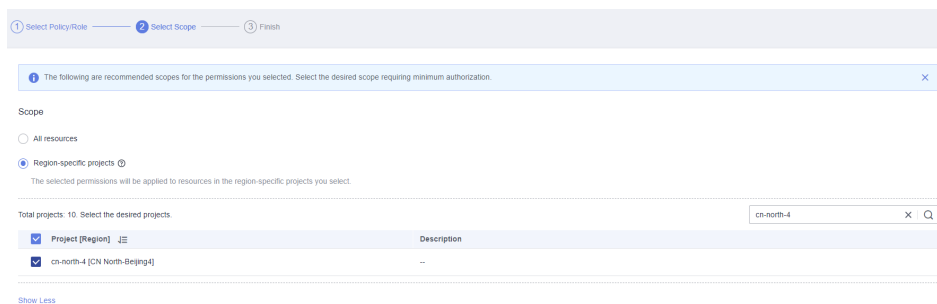 1 Select Policy/Role 2 Select Scope 3 Finish
The following are recommended scopes for the permissions you selected. Select the desired scope requiring minimum authorization.
Scope
All resources
Region-specific projects
The selected permissions will be applied to resources in the region-specific projects you select.
Total projects: 10. Select the desired projects.
cn-north-4
Project [Region] Description
cn-north-4 [CN North-Beijing4] --
Show Less